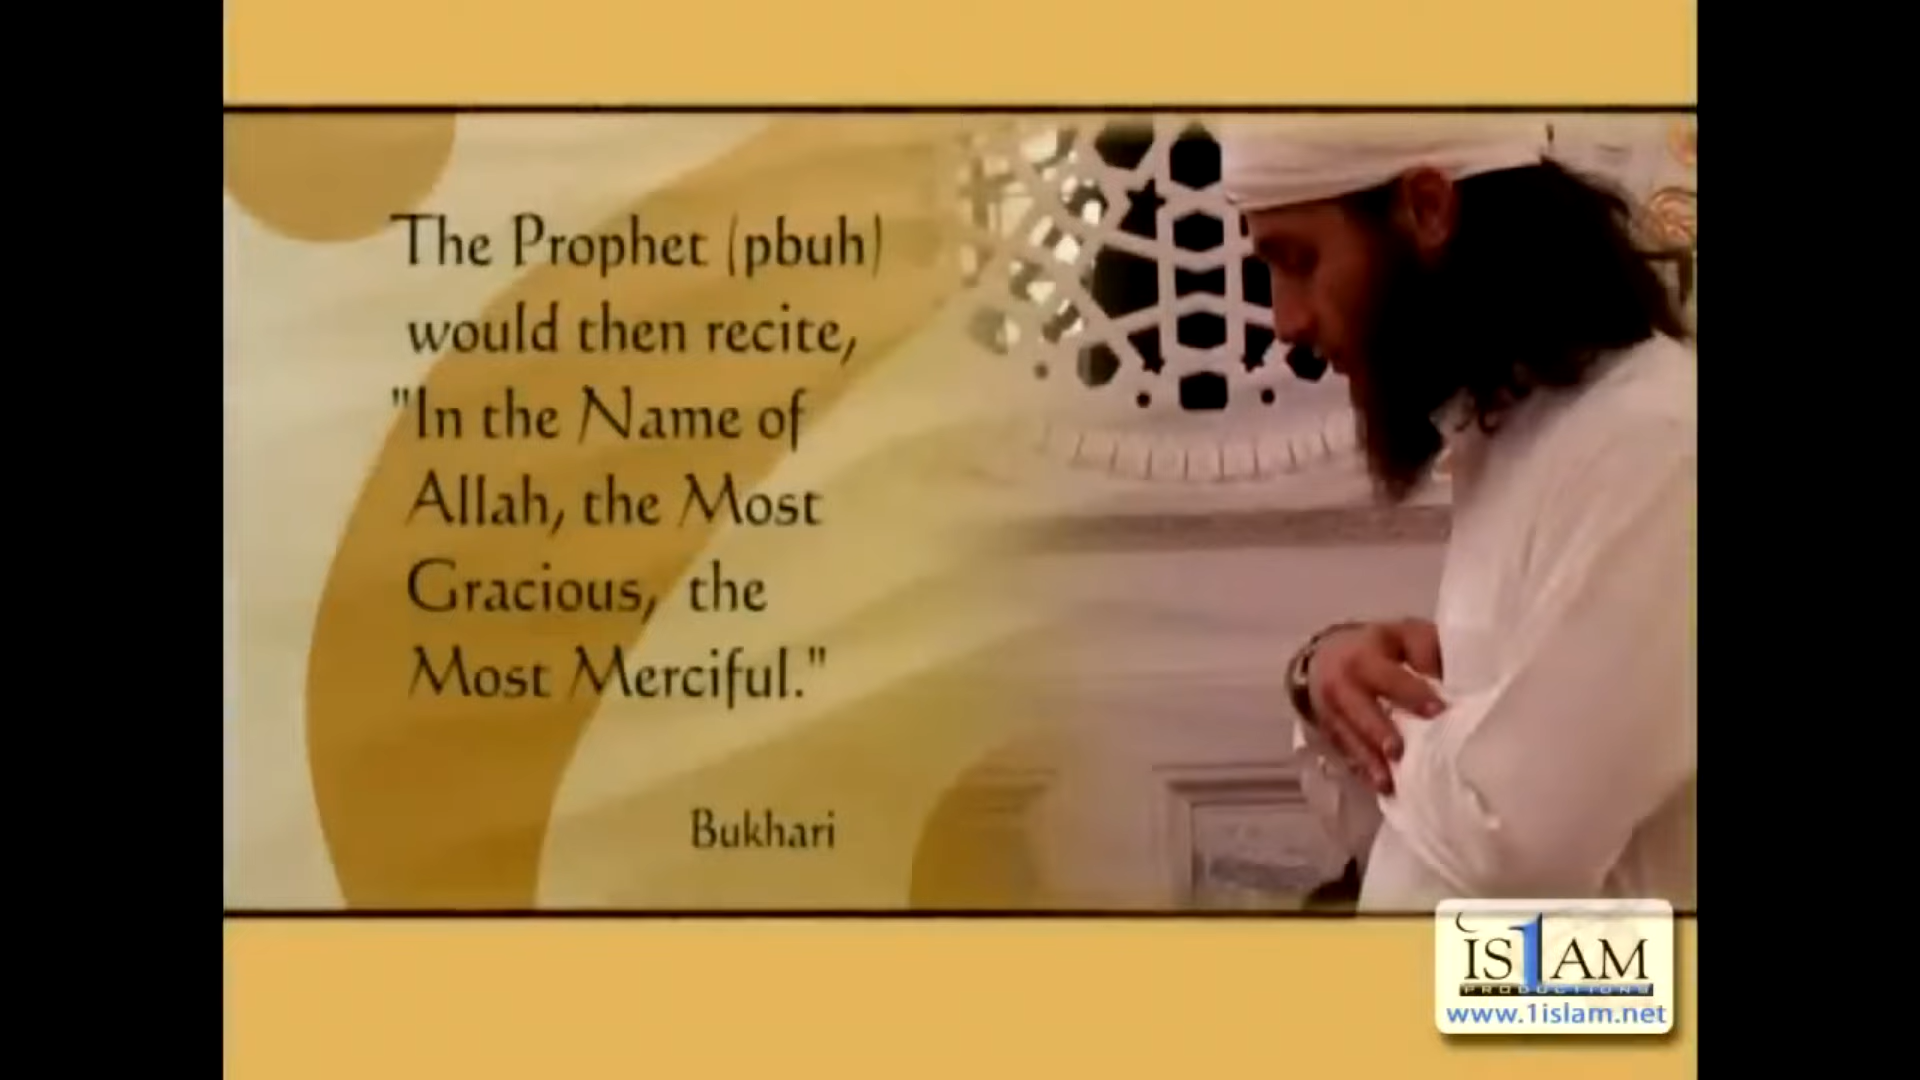 The Prophet (pbuh)
would then recite,
"In the Name of
Allah, the Most
Gracious, the
Most Merciful."
Bukhari
IS1AM
PRODUCTIONS
www.1islam.net